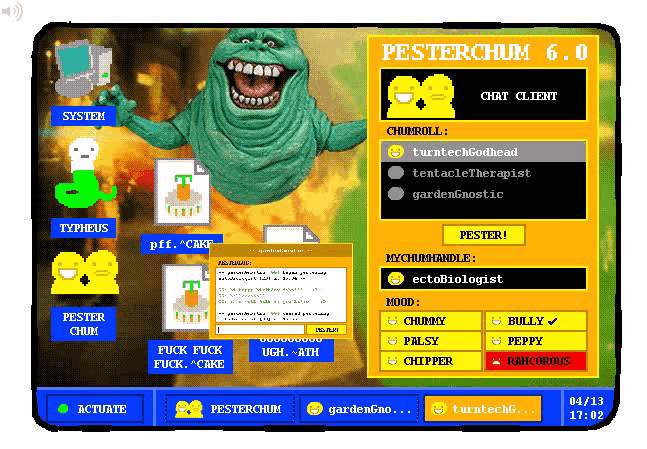 PESTERCHUM 6.0
CHAT CLIENT
CHUMROLL:
turntechGodhead
tentacleTherapist
gardenGnostic
PESTER!
MYCHUMHANDLE:
ectoBiologist
MOOD:
CHUMMY
BULLY
PALSY
PEPPY
CHIPPER
RANCOROUS
SYSTEM
TYPHEUS
PESTER
CHUM
pff.^CAKE
FUCK FUCK
FUCK.^CAKE
UGH.~ATH
:: gardenGnostic ::
PESTERLOG:
PESTER!
ACTUATE
PESTERCHUM
gardenGno...
turntechG...
04/13
17:02